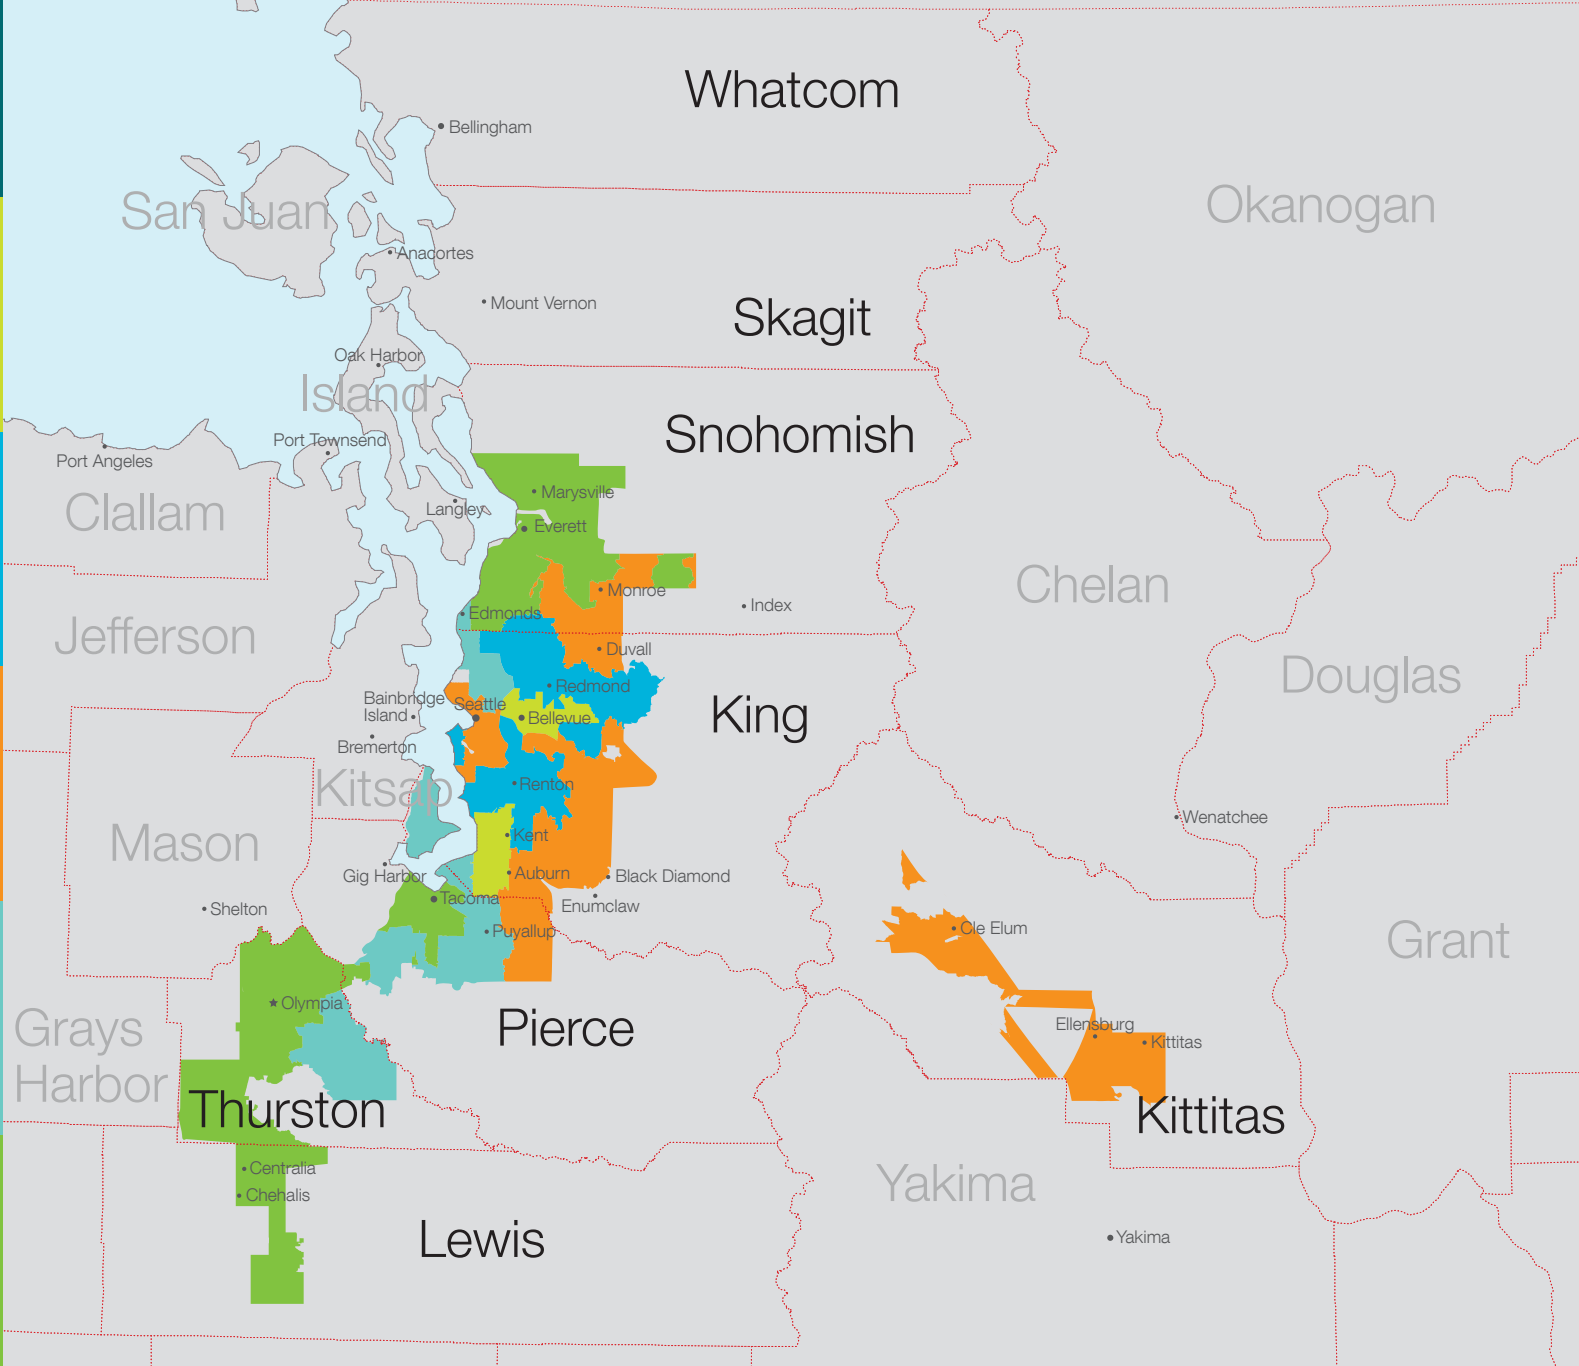 Whatcom
Bellingham
San Juan
Okanogan
Anacortes
Mount Vernon
Skagit
Oak Harbor
Island
Snohomish
Port Townsend
Port Angeles
Clallam
Marysville
Langley
Everett
Chelan
Monroe
Index
Edmonds
Jefferson
Duvall
Douglas
Redmond
Bainbridge
Island
Seattle
King
Bellevue
Bremerton
Kitsap
Renton
Wenatchee
Kent
Mason
Gig Harbor
Auburn
Black Diamond
Tacoma
Enumclaw
Shelton
Puyallup
Cle Elum
Grant
Olympia
Grays
Harbor
Pierce
Ellensburg
Kittitas
Thurston
Kittitas
Centralia
Yakima
Chehalis
Lewis
Yakima